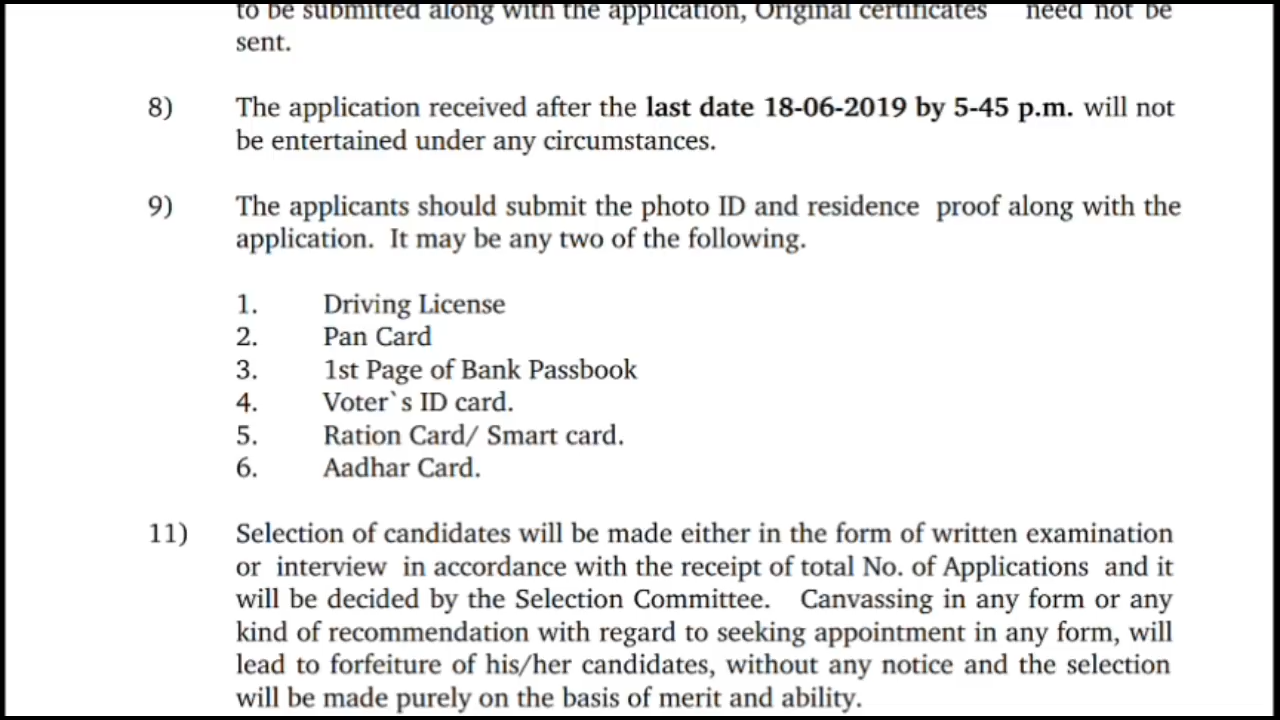 to be submitted along with the application, Original certificates need not be
sent.
8) The application received after the last date 18-06-2019 by 5-45 p.m. will not
be entertained under any circumstances.
9) The applicants should submit the photo ID and residence proof along with the
application. It may be any two of the following.
1. Driving License
2. Pan Card
3. 1st Page of Bank Passbook
4. Voter`s ID card.
5. Ration Card/ Smart card.
6. Aadhar Card.
11) Selection of candidates will be made either in the form of written examination
or interview in accordance with the receipt of total No. of Applications and it
will be decided by the Selection Committee. Canvassing in any form or any
kind of recommendation with regard to seeking appointment in any form, will
lead to forfeiture of his/her candidates, without any notice and the selection
will be made purely on the basis of merit and ability.